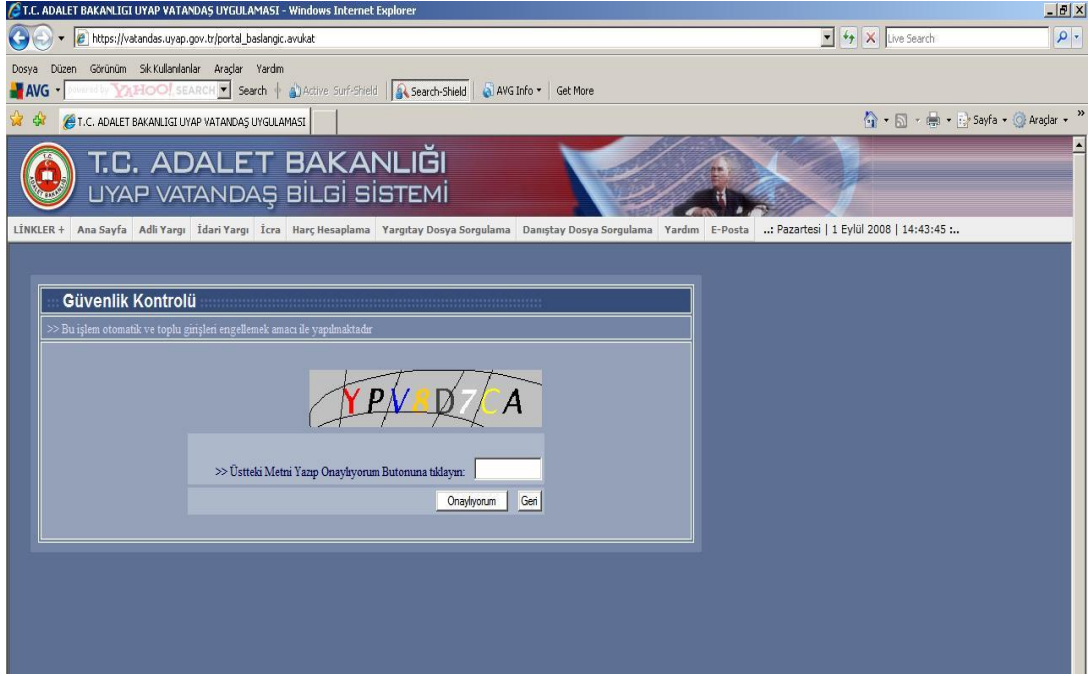 T.C. ADALET BAKANLIGI UYAP VATANDAŞ UYGULAMASI - Windows Internet Explorer
https://vatandas.uyap.gov.tr/portal_baslangic.avukat
Live Search
Dosya Düzen Görünüm Sık Kullanılanlar Araçlar Yardım
AVG YAHOO! SEARCH Search Active Surf-Shield Search-Shield AVG Info Get More
T.C. ADALET BAKANLIGI UYAP VATANDAŞ UYGULAMASI
Sayfa Araçlar
T.C. ADALET BAKANLIĞI
UYAP VATANDAŞ BİLGİ SİSTEMİ
LİNKLER + Ana Sayfa Adli Yargı İdari Yargı İcra Harç Hesaplama Yargıtay Dosya Sorgulama Danıştay Dosya Sorgulama Yardım E-Posta ..: Pazartesi | 1 Eylül 2008 | 14:43:45 :..
Güvenlik Kontrolü
>> Bu işlem otomatik ve toplu girişleri engellemek amacı ile yapılmaktadır
YPV8D7CA
>> Üstteki Metni Yazıp Onaylıyorum Butonuna tıklayın:
Onaylıyorum Geri